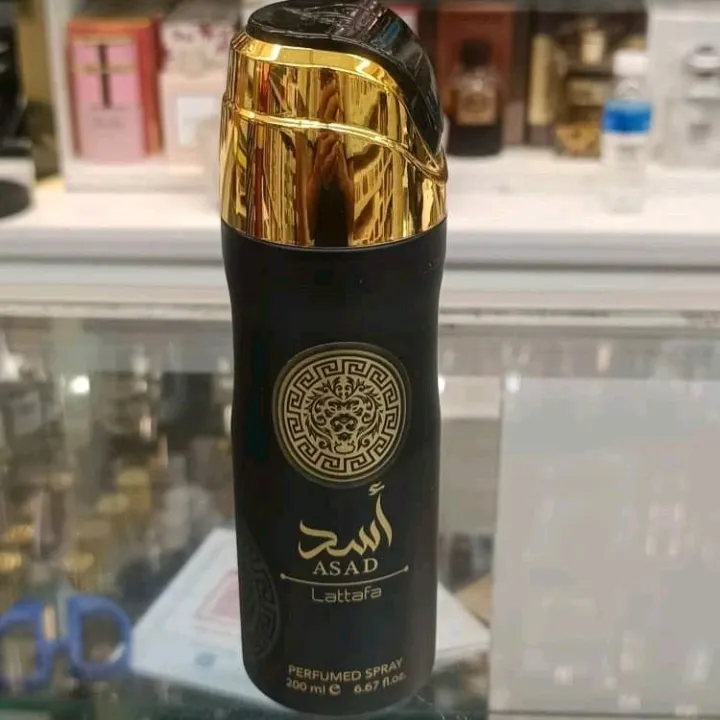 أسد
ASAD
Lattafa
PERFUMED SPRAY
200 ml e 6.67 fl.oz.